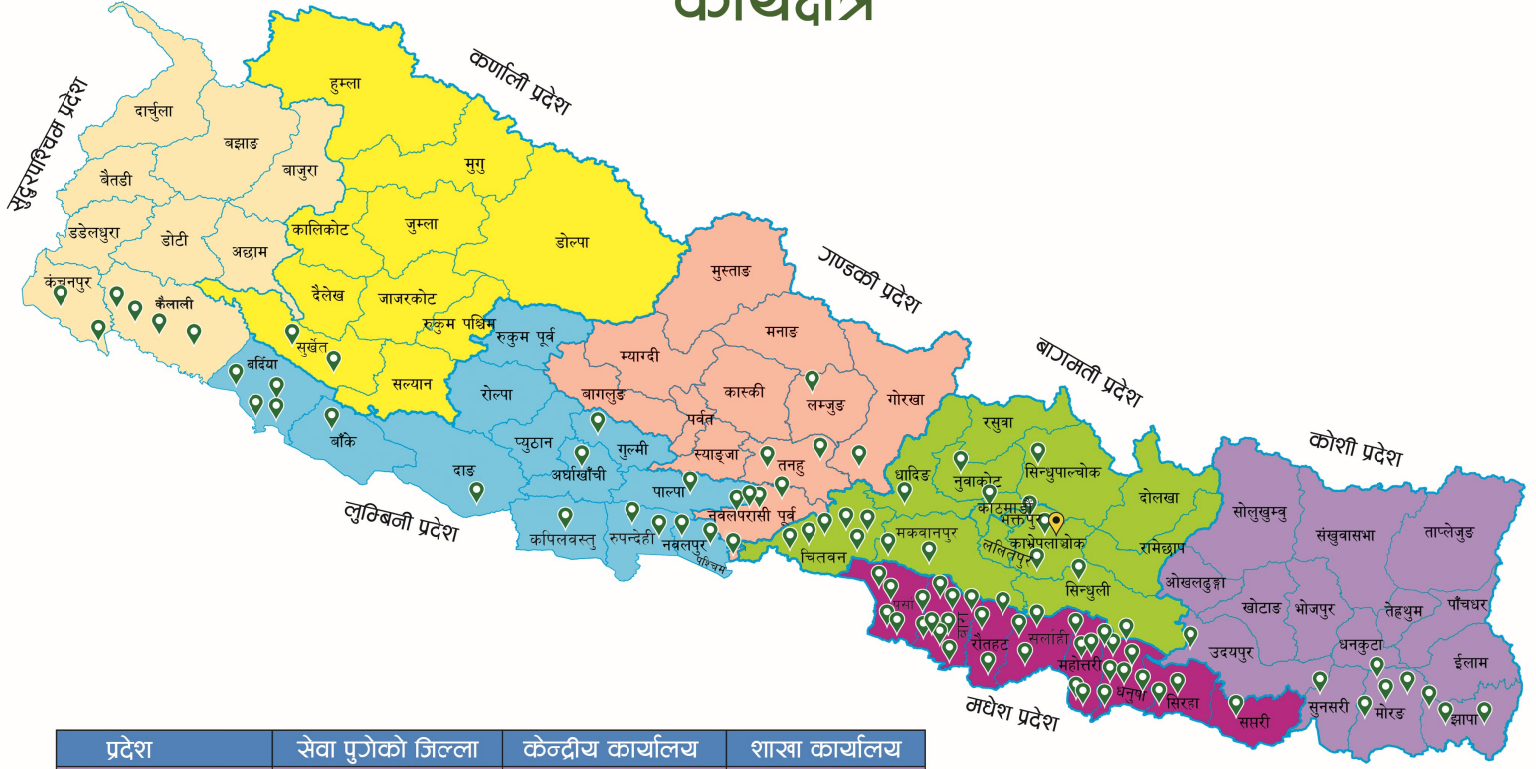 कार्यक्षेत्र
सुदुरपश्चिम प्रदेश
कर्णाली प्रदेश
गण्डकी प्रदेश
बागमती प्रदेश
कोशी प्रदेश
लुम्बिनी प्रदेश
मधेश प्रदेश
दार्चुला
बझाङ
बाजुरा
बैतडी
डडेलधुरा
डोटी
अछाम
कंचनपुर
कैलाली
हुम्ला
मुगु
कालिकोट
जुम्ला
डोल्पा
दैलेख
जाजरकोट
रुकुम पश्चिम
सुर्खेत
सल्यान
रुकुम पूर्व
रोल्पा
बर्दिया
बाँके
दाङ
प्युठान
गुल्मी
अर्घाखाँची
पाल्पा
कपिलवस्तु
रुपन्देही
नवलपुर
पश्चिम
मुस्ताङ
मनाङ
म्याग्दी
बागलुङ
कास्की
लम्जुङ
गोरखा
पर्वत
स्याङ्जा
तनहु
नवलपरासी पूर्व
रसुवा
धादिङ
नुवाकोट
सिन्धुपाल्चोक
काठमाडौं
भक्तपुर
दोलखा
मकवानपुर
ललितपुर
काभ्रेपलाञ्चोक
रामेछाप
चितवन
सिन्धुली
पर्सा
बारा
रौतहट
सर्लाही
महोत्तरी
धनुषा
सिरहा
सप्तरी
सोलुखुम्वु
संखुवासभा
ताप्लेजुङ
ओखलढुङ्गा
खोटाङ
भोजपुर
तेह्रथुम
पाँचथर
उदयपुर
धनकुटा
ईलाम
सुनसरी
मोरङ
झापा
प्रदेश सेवा पुगेको जिल्ला केन्द्रीय कार्यालय शाखा कार्यालय